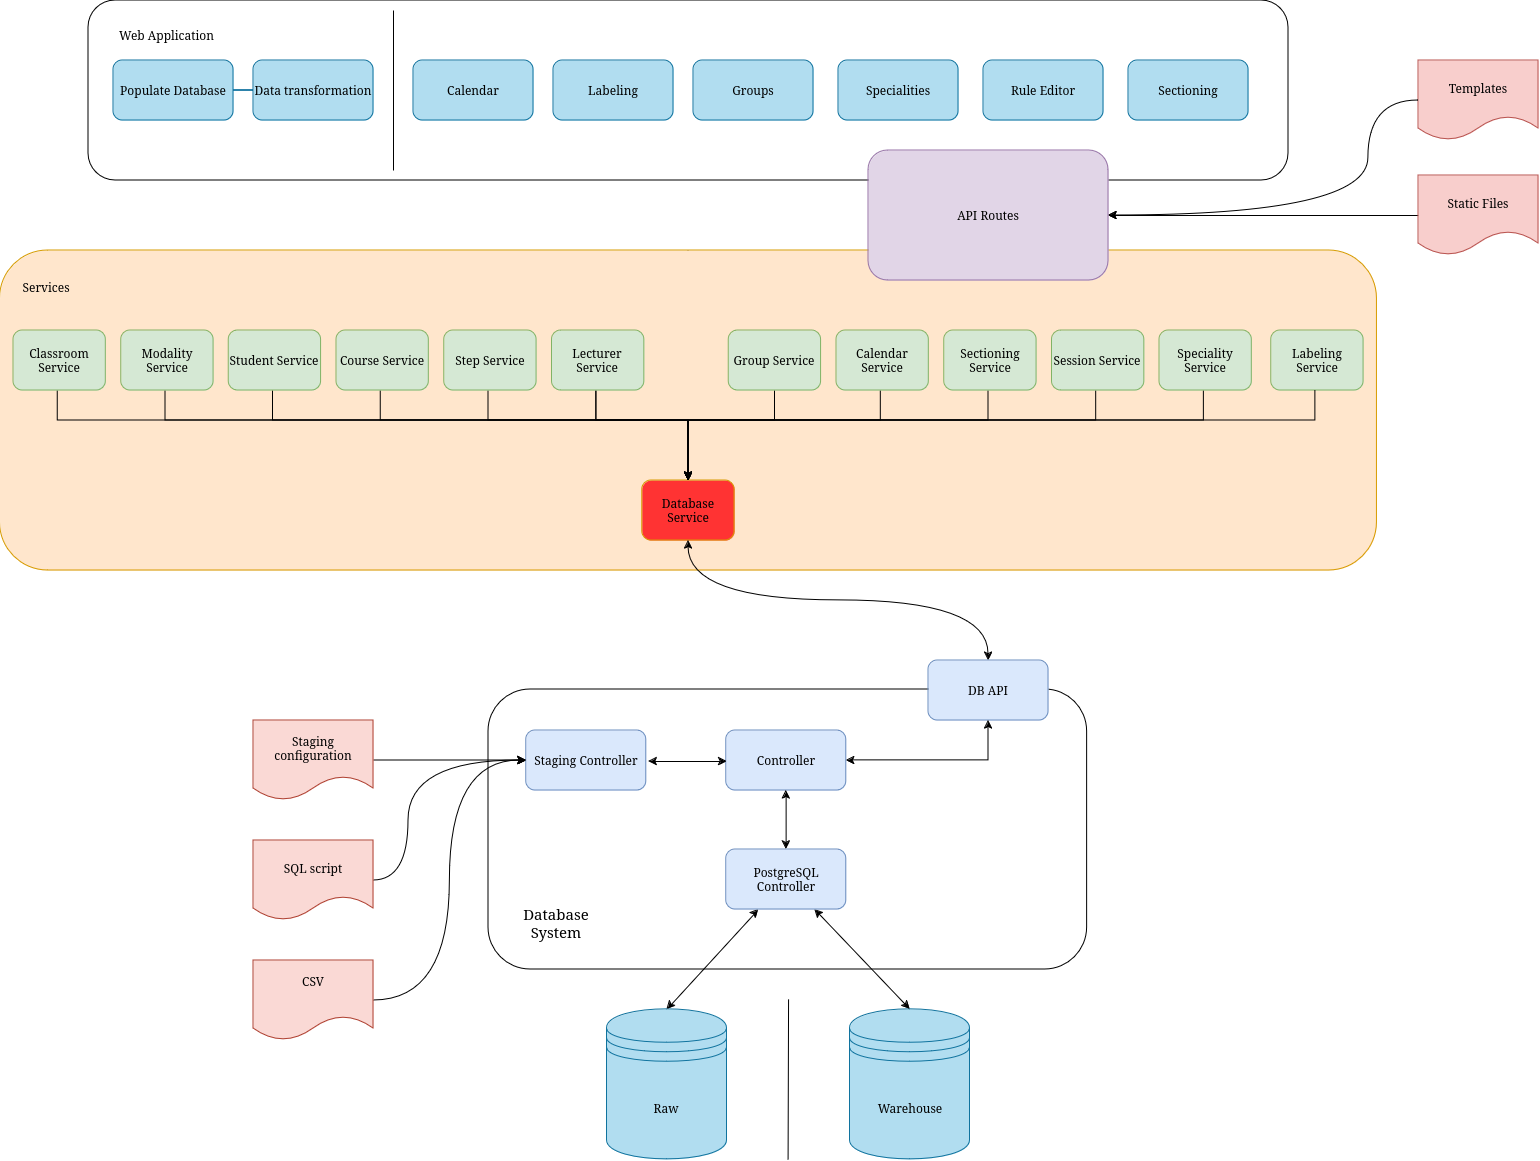 Web Application
Populate Database
Data transformation
Calendar
Labeling
Groups
Specialities
Rule Editor
Sectioning
Templates
API Routes
Static Files
Services
Classroom
Service
Modality
Service
Student Service
Course Service
Step Service
Lecturer
Service
Group Service
Calendar
Service
Sectioning
Service
Session Service
Speciality
Service
Labeling
Service
Database
Service
DB API
Staging
configuration
Staging Controller
Controller
SQL script
PostgreSQL
Controller
Database
System
CSV
Raw
Warehouse